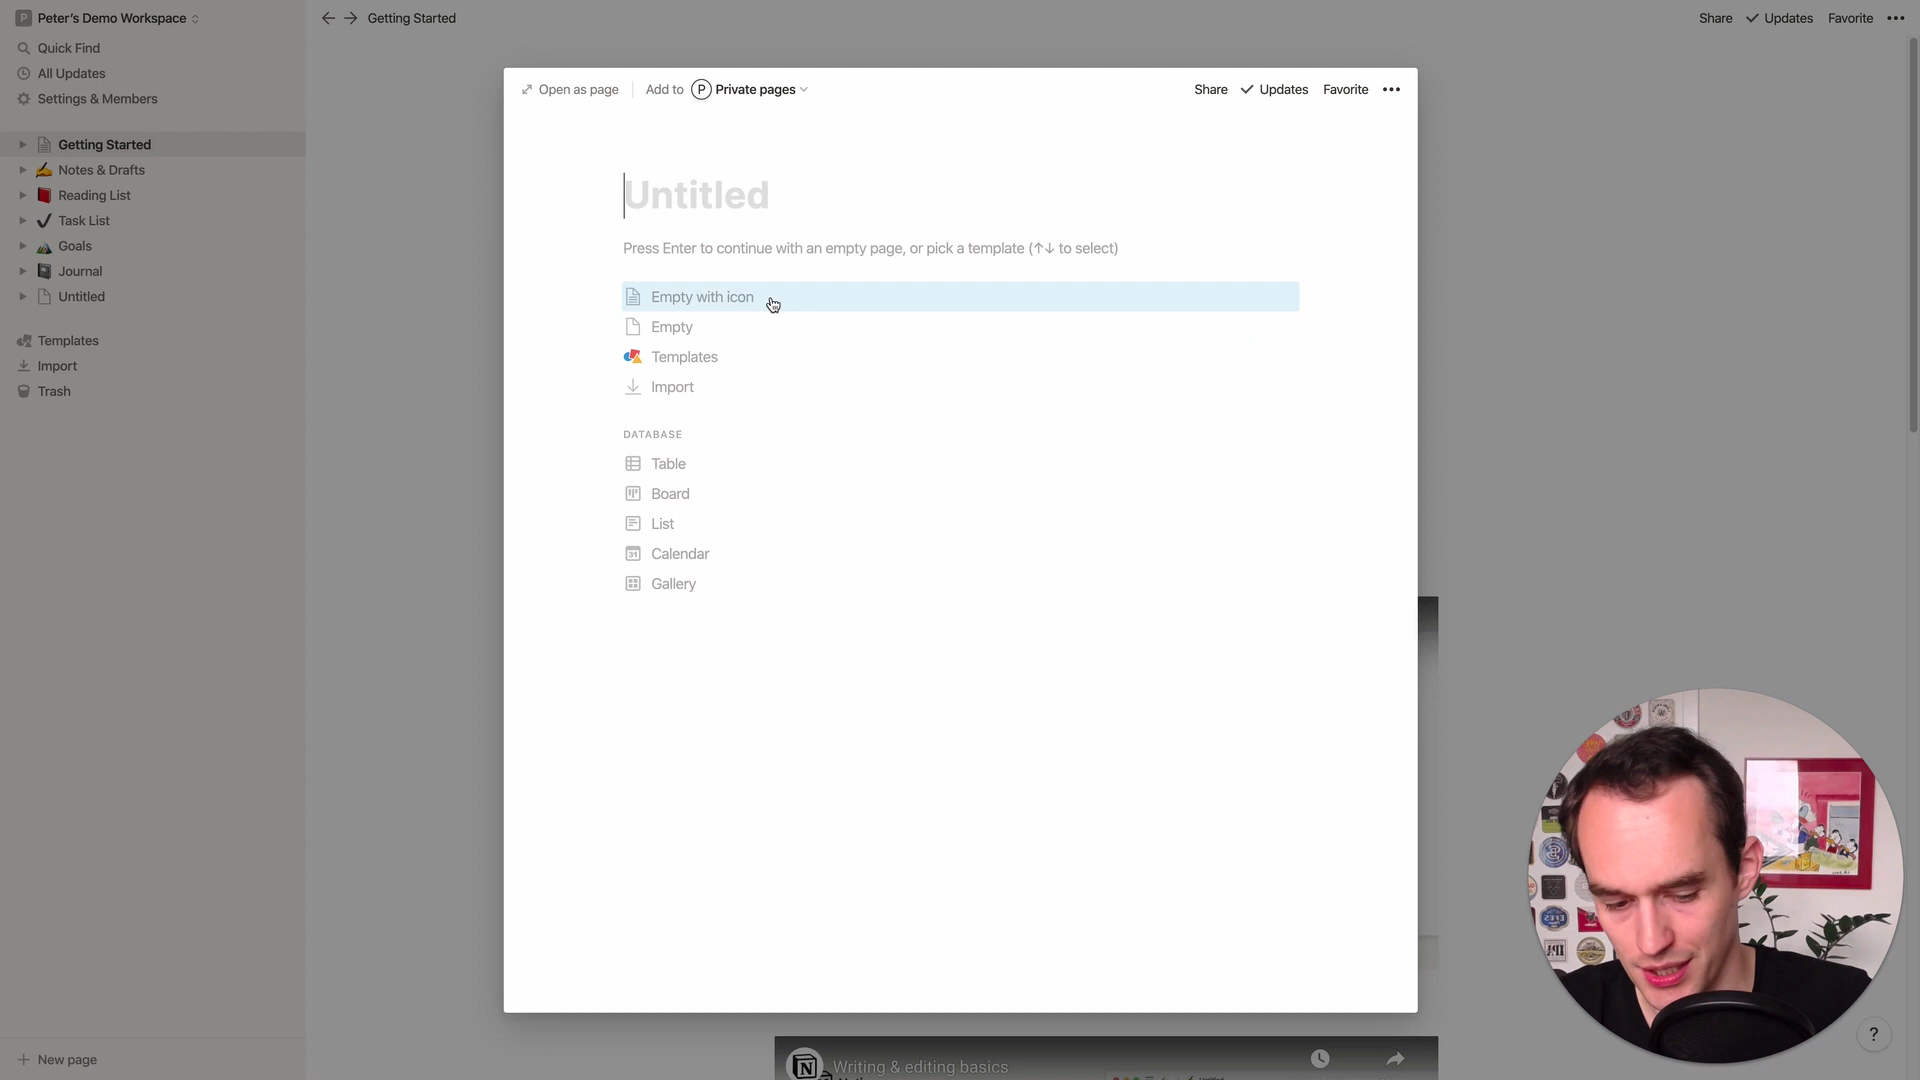 P Peter's Demo Workspace
Quick Find
All Updates
Settings & Members
Getting Started
Notes & Drafts
Reading List
Task List
Goals
Journal
Untitled
Templates
Import
Trash
New page
Getting Started
Share Updates Favorite
Open as page Add to P Private pages
Share Updates Favorite
Untitled
Press Enter to continue with an empty page, or pick a template (↑↓ to select)
Empty with icon
Empty
Templates
Import
DATABASE
Table
Board
List
31 Calendar
Gallery
N Writing & editing basics
IPA
?